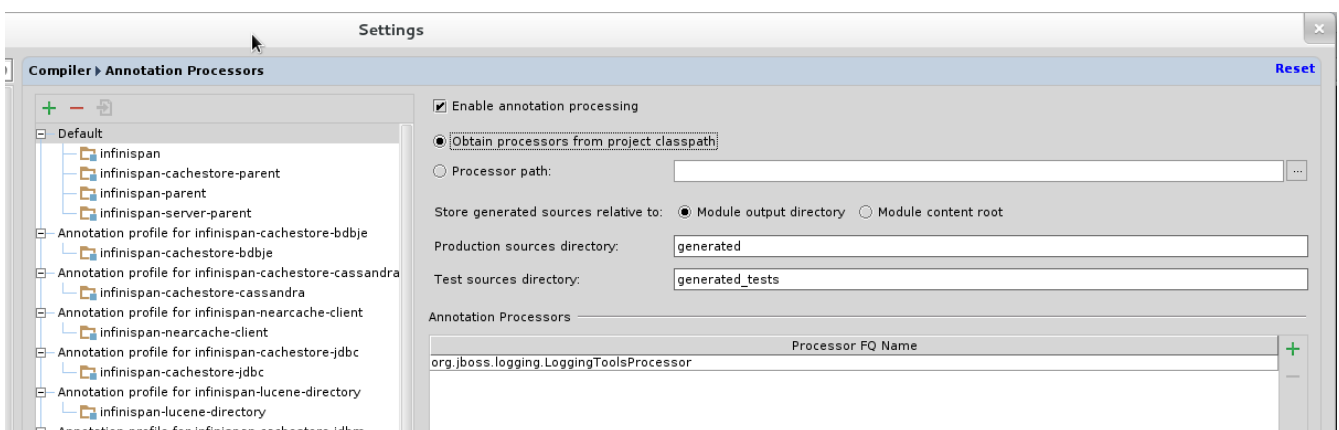 Settings
Compiler Annotation Processors
Reset
Default
infinispan
infinispan-cachestore-parent
infinispan-parent
infinispan-server-parent
Annotation profile for infinispan-cachestore-bdbje
infinispan-cachestore-bdbje
Annotation profile for infinispan-cachestore-cassandra
infinispan-cachestore-cassandra
Annotation profile for infinispan-nearcache-client
infinispan-nearcache-client
Annotation profile for infinispan-cachestore-jdbc
infinispan-cachestore-jdbc
Annotation profile for infinispan-lucene-directory
infinispan-lucene-directory
Enable annotation processing
Obtain processors from project classpath
Processor path:
...
Store generated sources relative to: Module output directory Module content root
Production sources directory: generated
Test sources directory: generated_tests
Annotation Processors
Processor FQ Name
org.jboss.logging.LoggingToolsProcessor